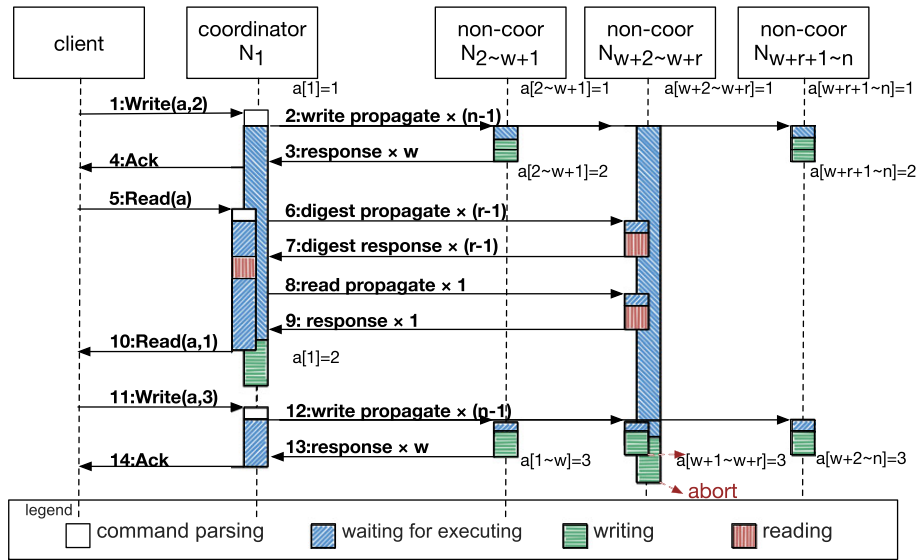 client
coordinator
N1
non-coor
N2~w+1
non-coor
Nw+2~w+r
non-coor
Nw+r+1~n
a[1]=1
a[2~w+1]=1
a[w+2~w+r]=1
a[w+r+1~n]=1
1:Write(a,2)
2:write propagate × (n-1)
3:response × w
4:Ack
a[2~w+1]=2
a[w+r+1~n]=2
5:Read(a)
6:digest propagate × (r-1)
7:digest response × (r-1)
8:read propagate × 1
9: response × 1
10:Read(a,1)
a[1]=2
11:Write(a,3)
12:write propagate × (n-1)
13:response × w
14:Ack
a[1~w]=3
a[w+1~w+r]=3
a[w+2~n]=3
abort
legend
command parsing
waiting for executing
writing
reading